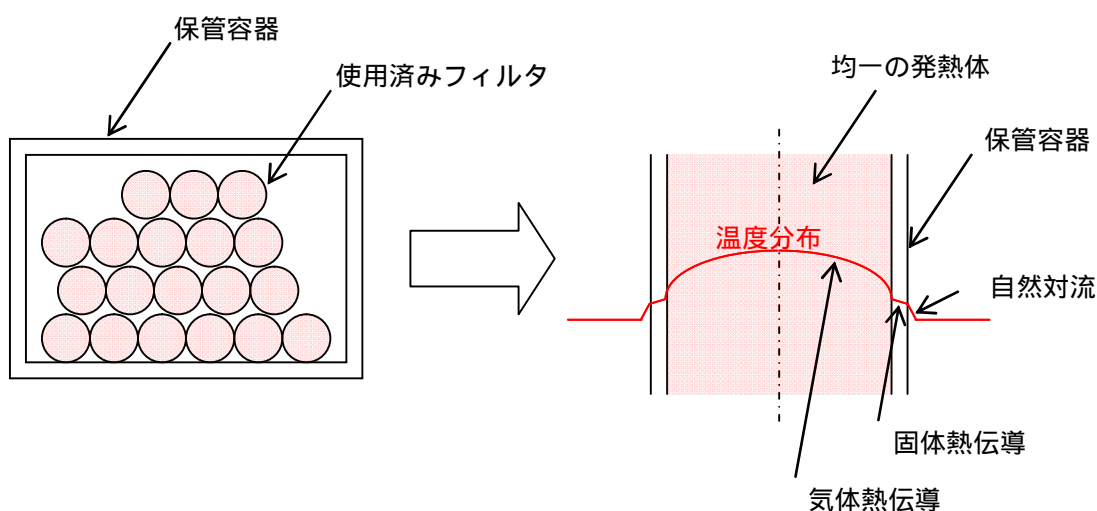 保管容器
使用済みフィルタ
均一の発熱体
保管容器
温度分布
自然対流
固体熱伝導
気体熱伝導